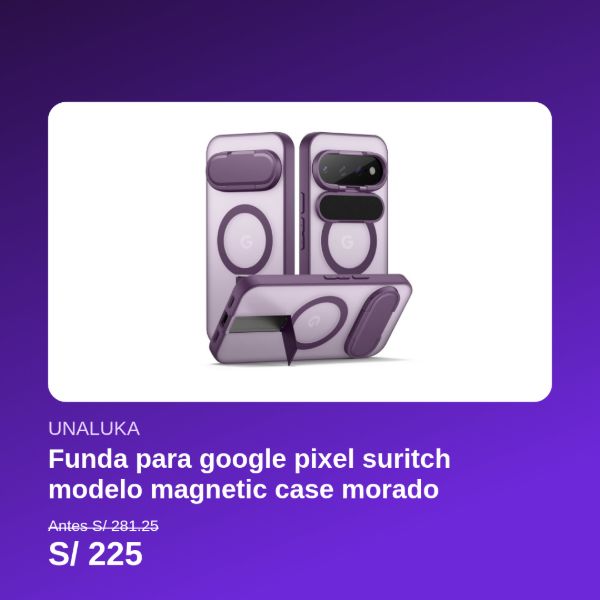 UNALUKA
Funda para google pixel suritch
modelo magnetic case morado
Antes S/ 281.25
S/ 225